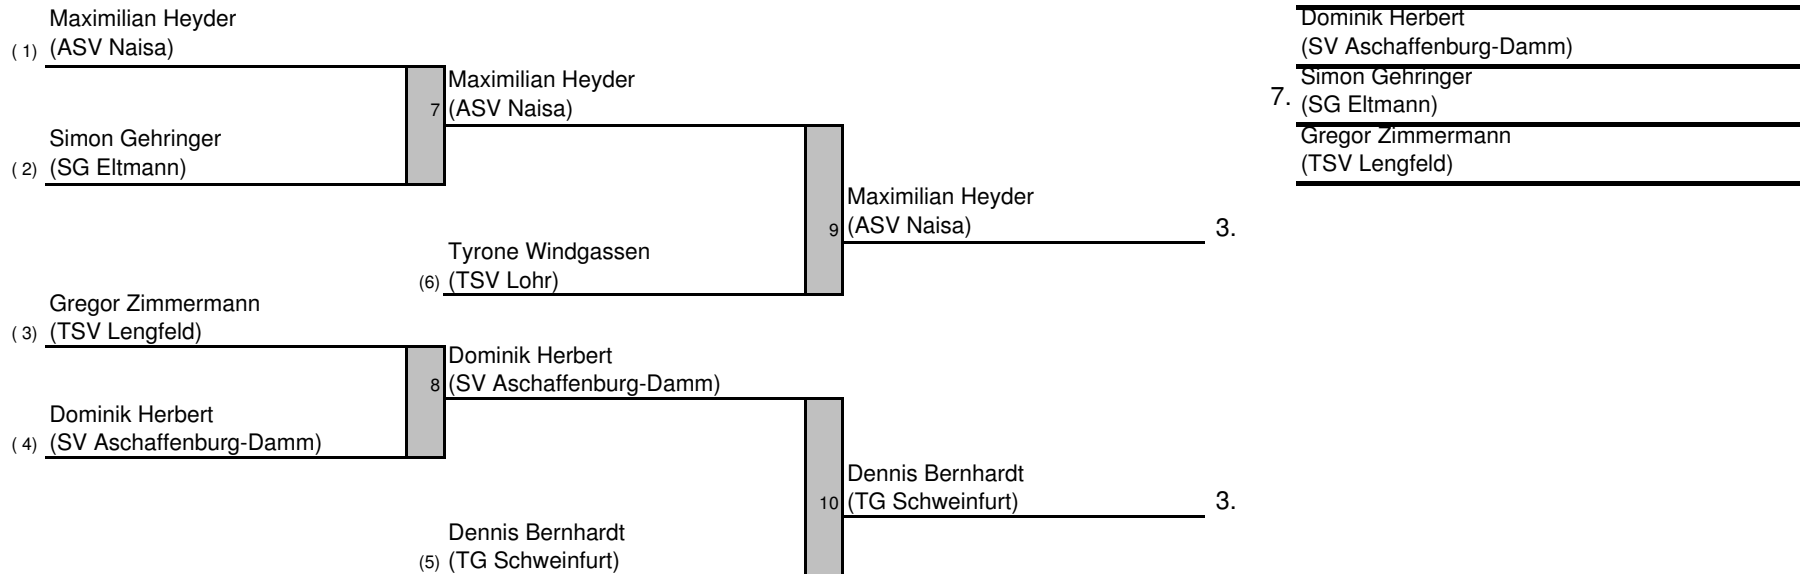 Maximilian Heyder
( 1) (ASV Naisa)
7 Maximilian Heyder
(ASV Naisa)
Simon Gehringer
( 2) (SG Eltmann)
9 Maximilian Heyder
(ASV Naisa) 3.
Tyrone Windgassen
(6) (TSV Lohr)
Gregor Zimmermann
( 3) (TSV Lengfeld)
8 Dominik Herbert
(SV Aschaffenburg-Damm)
Dominik Herbert
( 4) (SV Aschaffenburg-Damm)
Dennis Bernhardt
10 (TG Schweinfurt) 3.
Dennis Bernhardt
(5) (TG Schweinfurt)
Dominik Herbert
(SV Aschaffenburg-Damm)
7. Simon Gehringer
(SG Eltmann)
Gregor Zimmermann
(TSV Lengfeld)